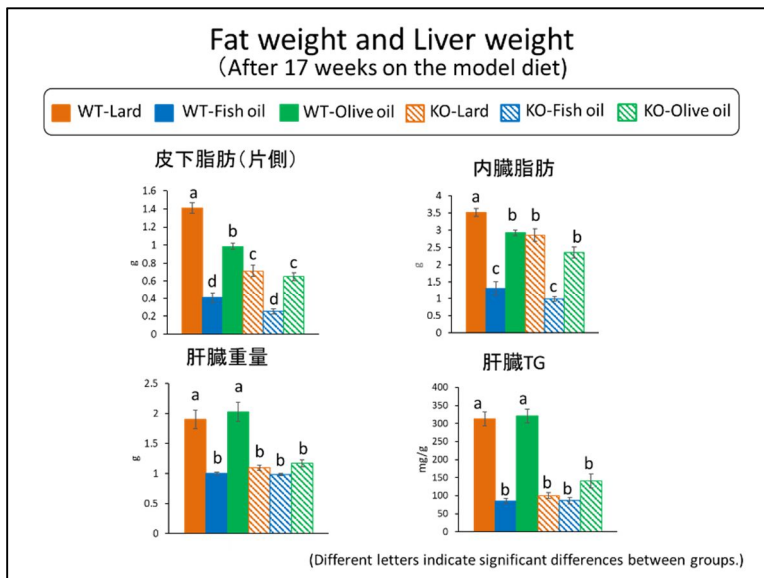 Fat weight and Liver weight
(After 17 weeks on the model diet)
WT-Lard WT-Fish oil WT-Olive oil KO-Lard KO-Fish oil KO-Olive oil
皮下脂肪(片側)
1.6
1.4
1.2
1
0.8
0.6
0.4
0.2
0
g
a
d
b
c
d
c
内臓脂肪
4
3.5
3
2.5
2
1.5
1
0.5
0
g
a
c
b
b
c
b
肝臓重量
2.5
2
1.5
1
0.5
0
g
a
b
a
b
b
b
肝臓TG
400
350
300
250
200
150
100
50
0
mg/g
a
b
a
b
b
b
(Different letters indicate significant differences between groups.)